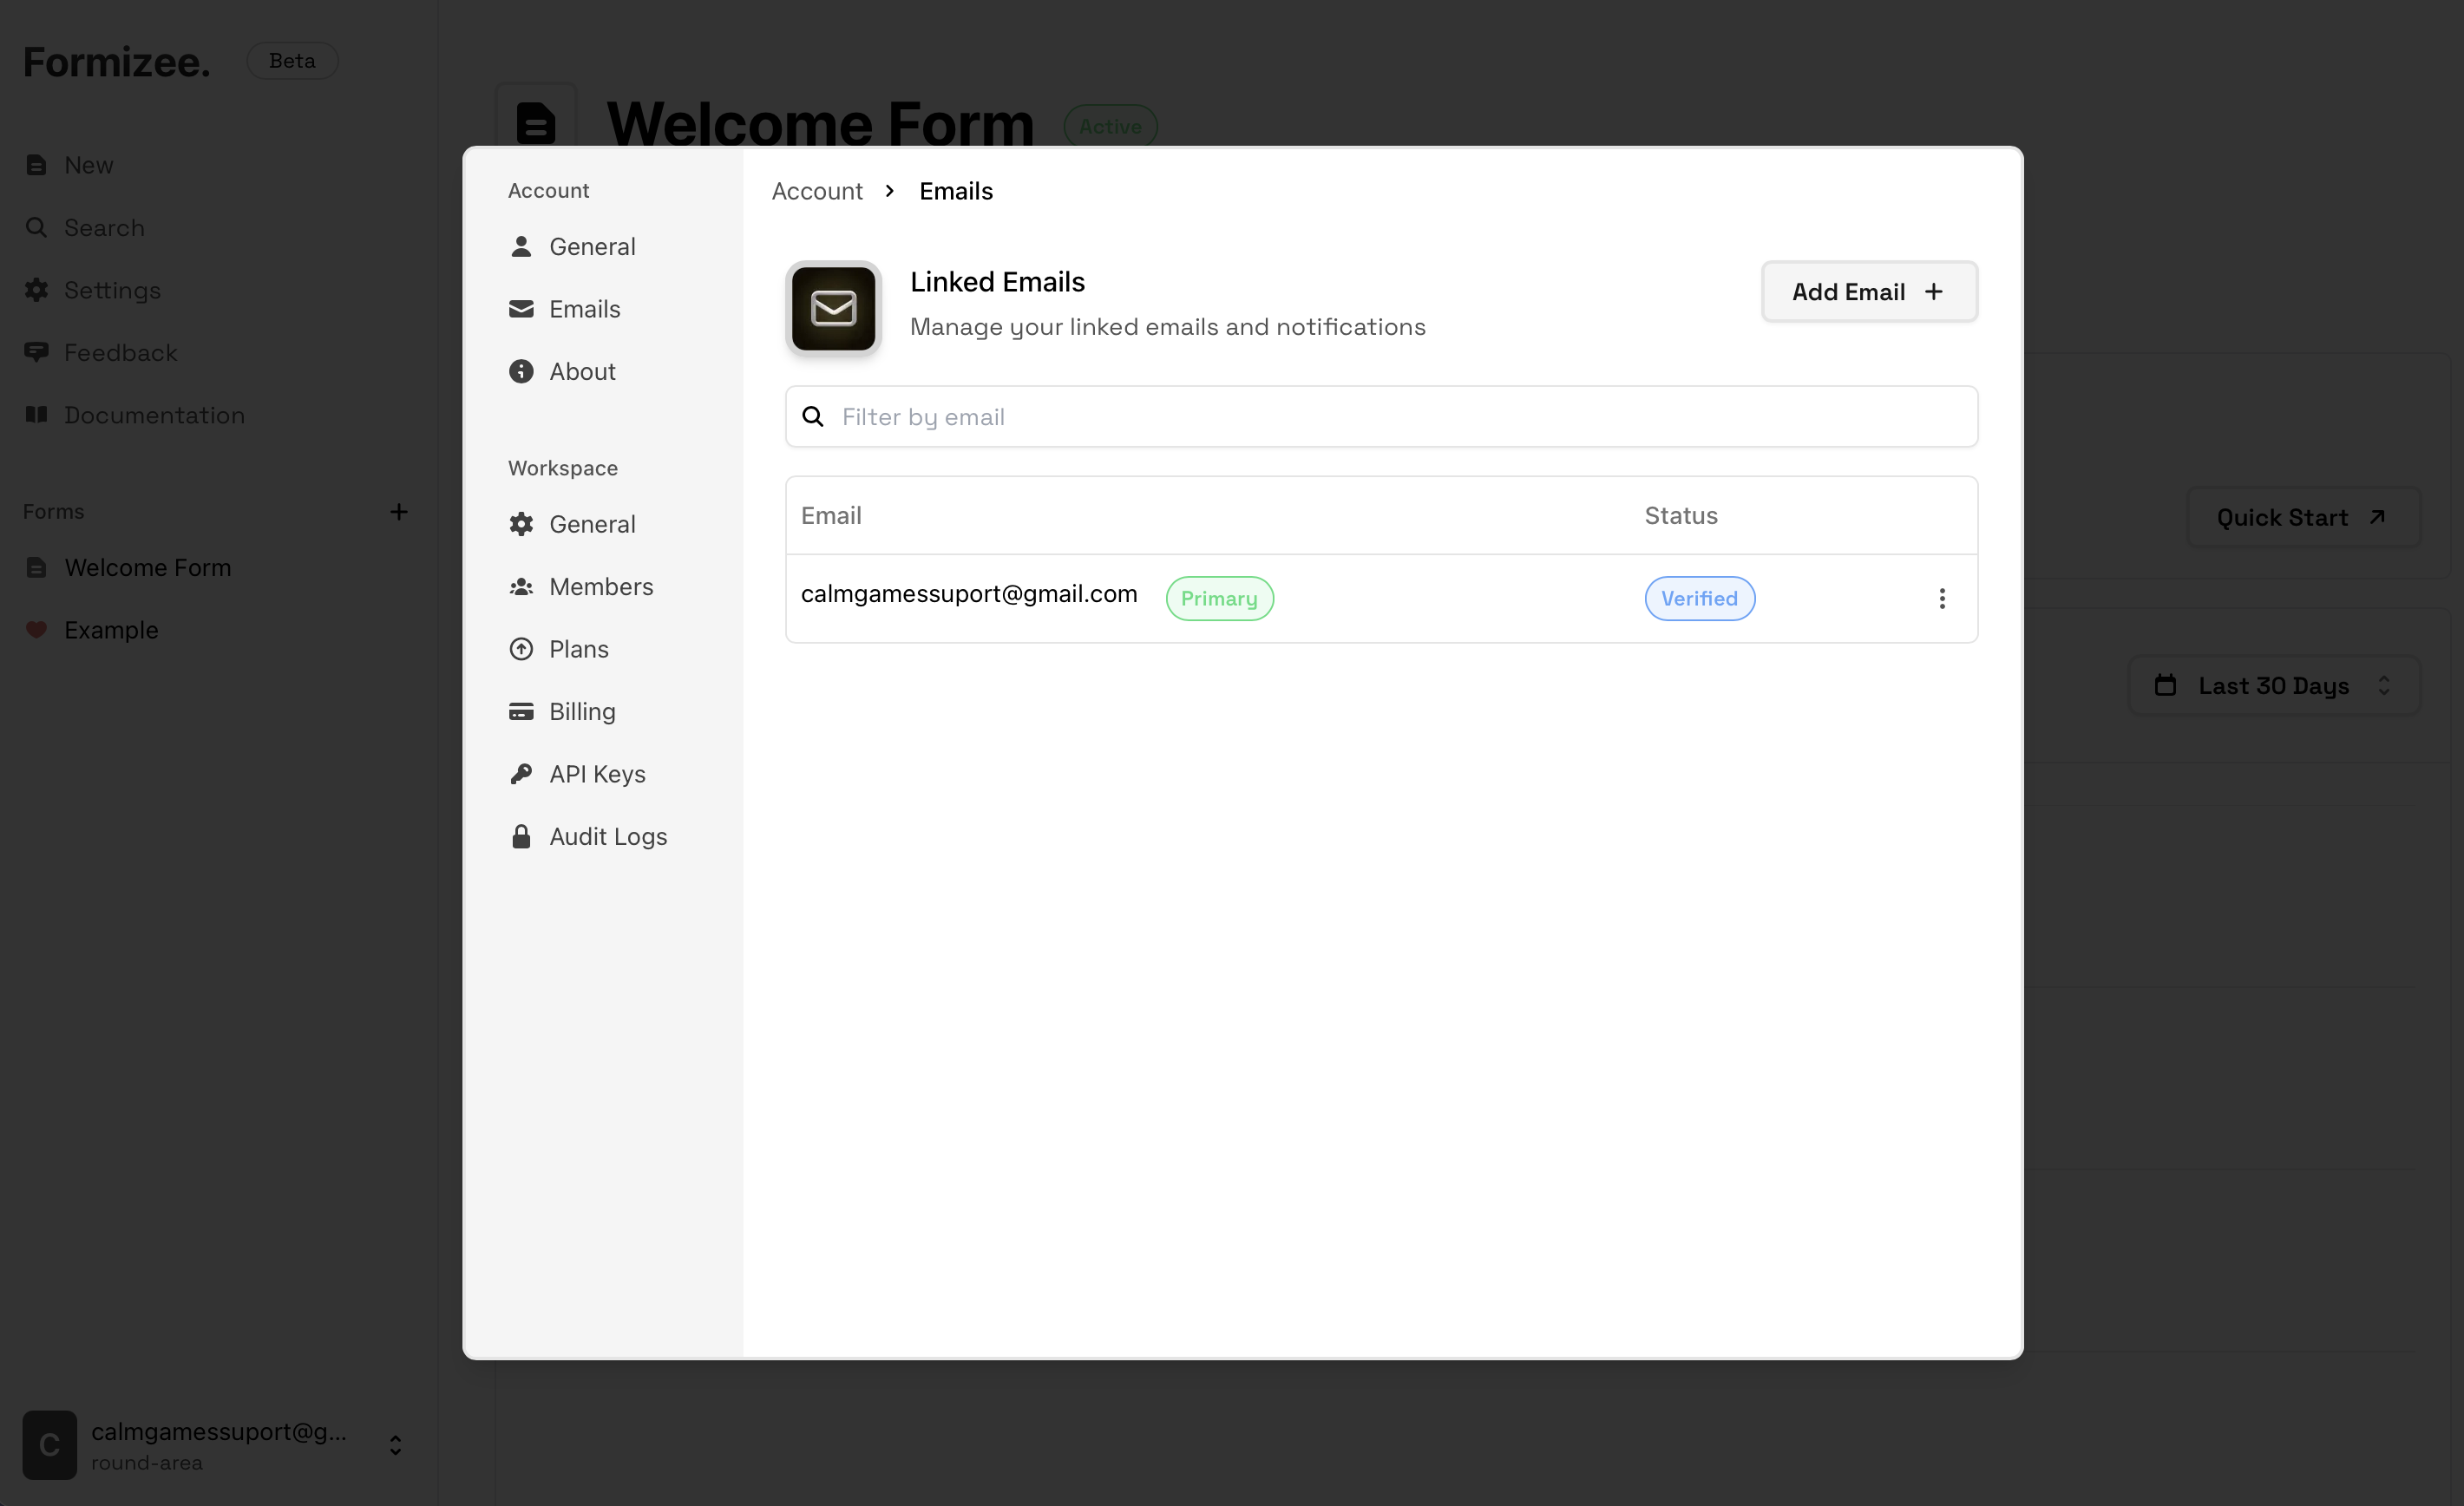 Formizee.
Beta
New
Search
Settings
Feedback
Documentation
Forms
Welcome Form
Example
C
calmgamessuport@g...
round-area
Welcome Form
Active
Quick Start
Last 30 Days
Account
General
Emails
About
Workspace
General
Members
Plans
Billing
API Keys
Audit Logs
Account
Emails
Linked Emails
Manage your linked emails and notifications
Add Email
Filter by email
Email Status
calmgamessuport@gmail.com Primary Verified